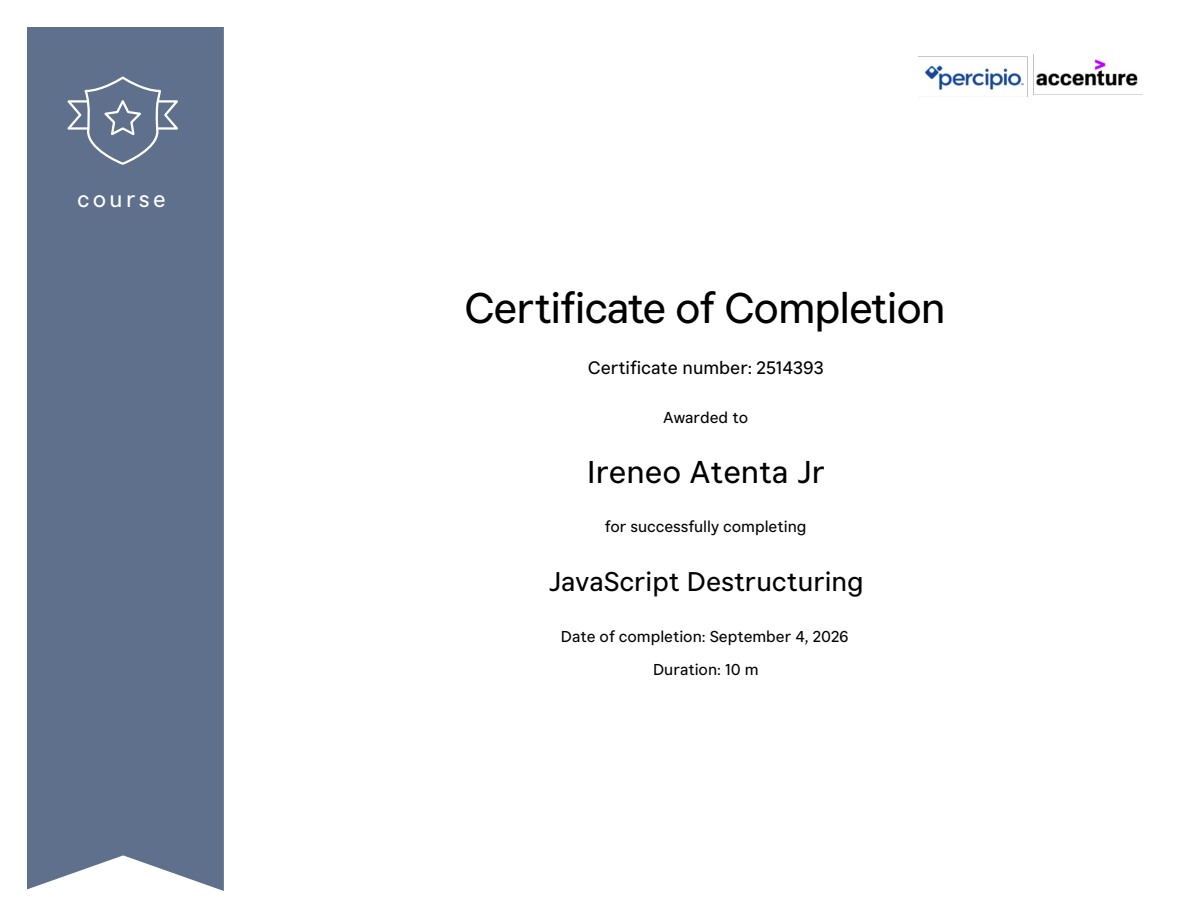 percipio.
accenture
course
Certificate of Completion
Certificate number: 2514393
Awarded to
Ireneo Atenta Jr
for successfully completing
JavaScript Destructuring
Date of completion: September 4, 2026
Duration: 10 m